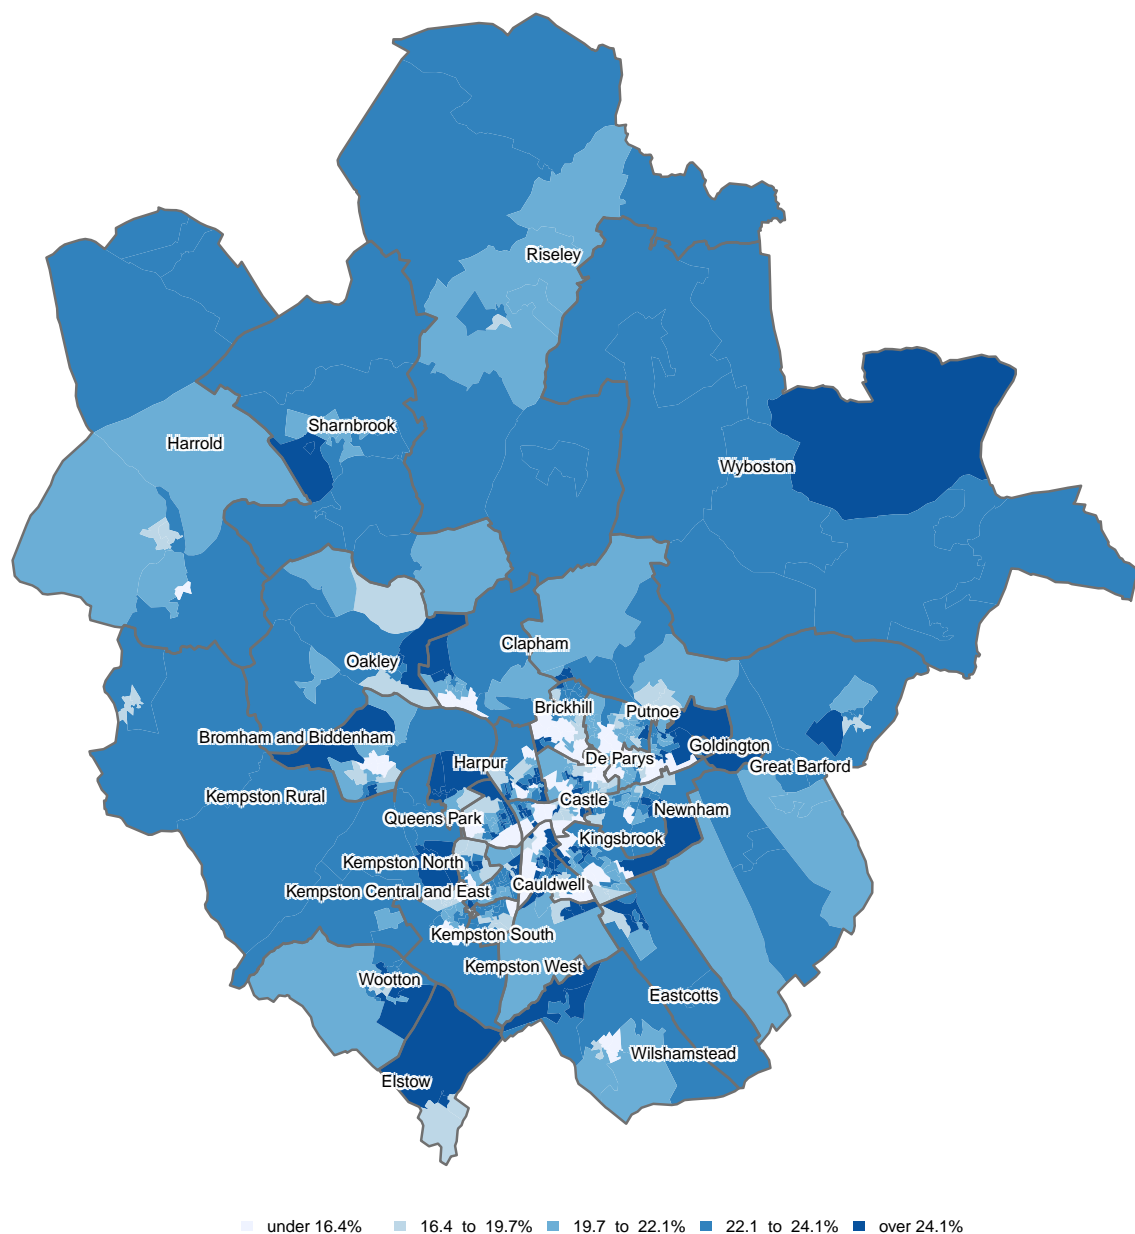 Riseley
Sharnbrook
Harrold
Wyboston
Clapham
Oakley
Brickhill
Putnoe
Bromham and Biddenham
Goldington
De Parys
Harpur
Great Barford
Kempston Rural
Castle
Newnham
Queens Park
Kingsbrook
Kempston North
Cauldwell
Kempston Central and East
Kempston South
Kempston West
Wootton
Eastcotts
Wilshamstead
Elstow
under 16.4% 16.4 to 19.7% 19.7 to 22.1% 22.1 to 24.1% over 24.1%